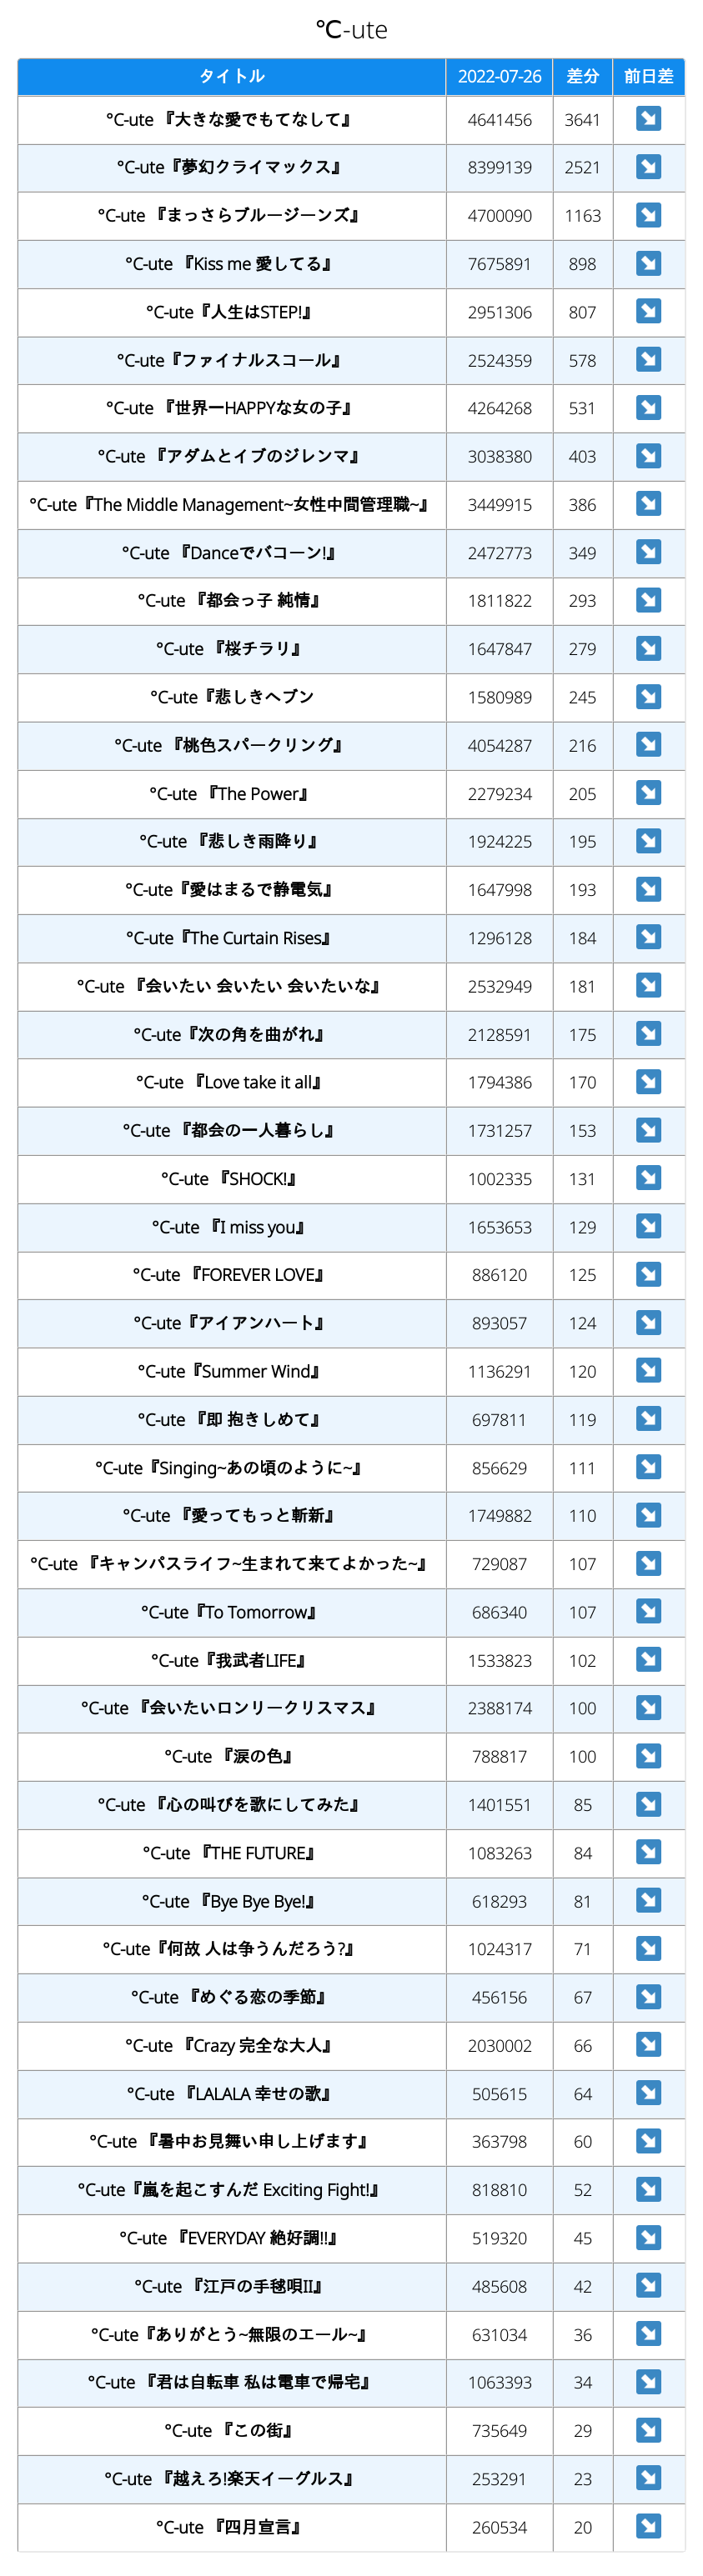 ℃-ute
タイトル 2022-07-26 差分 前日差
°C-ute 『大きな愛でもてなして』 4641456 3641 ↘
°C-ute『夢幻クライマックス』 8399139 2521 ↘
°C-ute 『まっさらブルージーンズ』 4700090 1163 ↘
°C-ute 『Kiss me 愛してる』 7675891 898 ↘
°C-ute『人生はSTEP!』 2951306 807 ↘
°C-ute『ファイナルスコール』 2524359 578 ↘
°C-ute 『世界一HAPPYな女の子』 4264268 531 ↘
°C-ute 『アダムとイブのジレンマ』 3038380 403 ↘
°C-ute『The Middle Management~女性中間管理職~』 3449915 386 ↘
°C-ute 『Danceでバコーン!』 2472773 349 ↘
°C-ute 『都会っ子 純情』 1811822 293 ↘
°C-ute 『桜チラリ』 1647847 279 ↘
°C-ute『悲しきヘブン 1580989 245 ↘
°C-ute 『桃色スパークリング』 4054287 216 ↘
°C-ute 『The Power』 2279234 205 ↘
°C-ute 『悲しき雨降り』 1924225 195 ↘
°C-ute『愛はまるで静電気』 1647998 193 ↘
°C-ute『The Curtain Rises』 1296128 184 ↘
°C-ute 『会いたい 会いたい 会いたいな』 2532949 181 ↘
°C-ute『次の角を曲がれ』 2128591 175 ↘
°C-ute 『Love take it all』 1794386 170 ↘
°C-ute 『都会の一人暮らし』 1731257 153 ↘
°C-ute 『SHOCK!』 1002335 131 ↘
°C-ute 『I miss you』 1653653 129 ↘
°C-ute 『FOREVER LOVE』 886120 125 ↘
°C-ute『アイアンハート』 893057 124 ↘
°C-ute『Summer Wind』 1136291 120 ↘
°C-ute 『即 抱きしめて』 697811 119 ↘
°C-ute『Singing~あの頃のように~』 856629 111 ↘
°C-ute 『愛ってもっと斬新』 1749882 110 ↘
°C-ute 『キャンパスライフ~生まれて来てよかった~』 729087 107 ↘
°C-ute『To Tomorrow』 686340 107 ↘
°C-ute『我武者LIFE』 1533823 102 ↘
°C-ute 『会いたいロンリークリスマス』 2388174 100 ↘
°C-ute 『涙の色』 788817 100 ↘
°C-ute 『心の叫びを歌にしてみた』 1401551 85 ↘
°C-ute 『THE FUTURE』 1083263 84 ↘
°C-ute 『Bye Bye Bye!』 618293 81 ↘
°C-ute『何故 人は争うんだろう?』 1024317 71 ↘
°C-ute 『めぐる恋の季節』 456156 67 ↘
°C-ute 『Crazy 完全な大人』 2030002 66 ↘
°C-ute 『LALALA 幸せの歌』 505615 64 ↘
°C-ute 『暑中お見舞い申し上げます』 363798 60 ↘
°C-ute『嵐を起こすんだ Exciting Fight!』 818810 52 ↘
°C-ute 『EVERYDAY 絶好調!!』 519320 45 ↘
°C-ute 『江戸の手毬唄II』 485608 42 ↘
°C-ute『ありがとう~無限のエール~』 631034 36 ↘
°C-ute 『君は自転車 私は電車で帰宅』 1063393 34 ↘
°C-ute 『この街』 735649 29 ↘
°C-ute 『越えろ!楽天イーグルス』 253291 23 ↘
°C-ute 『四月宣言』 260534 20 ↘